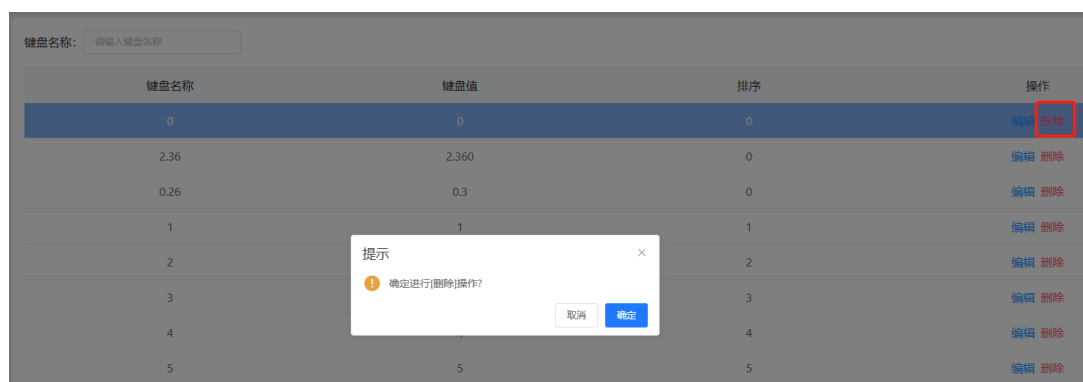 键盘名称: 请输入键盘名称
键盘名称 键盘值 排序 操作
0 0 0 编辑 删除
2.36 2.360 0 编辑 删除
0.26 0.3 0 编辑 删除
1 1 1 编辑 删除
2 2 编辑 删除
3 3 编辑 删除
4 4 编辑 删除
5 5 5 编辑 删除
提示
确定进行[删除]操作?
取消 确定